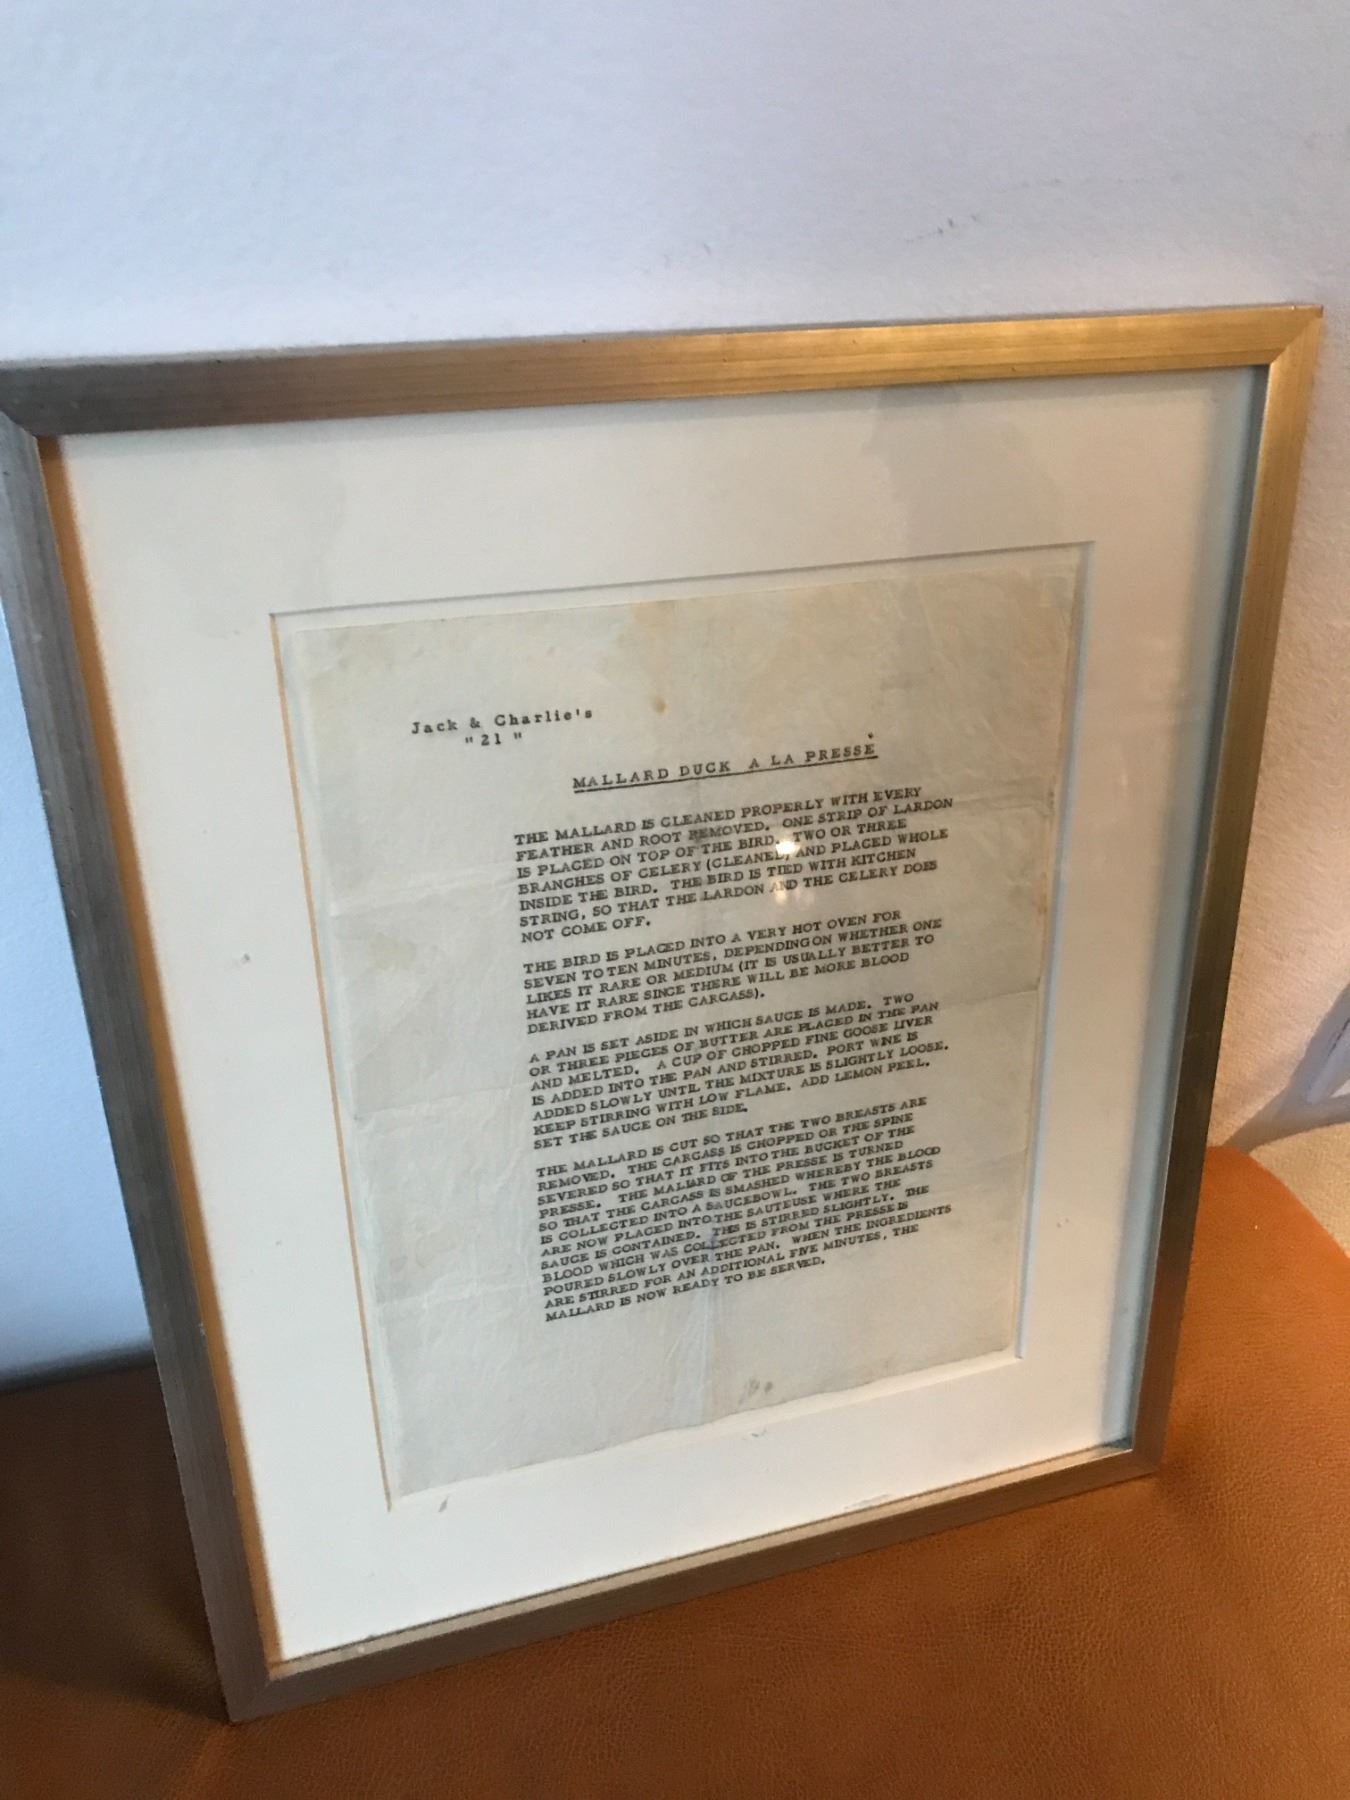 Jack & Charlie's
" 21 "
MALLARD DUCK A LA PRESSE
THE MALLARD IS CLEANED PROPERLY WITH EVERY
FEATHER AND ROOT REMOVED. ONE STRIP OF LARDON
IS PLACED ON TOP OF THE BIRD. TWO OR THREE
BRANCHES OF CELERY (CLEANED) AND PLACED WHOLE
INSIDE THE BIRD. THE BIRD IS TIED WITH KITCHEN
STRING, SO THAT THE LARDON AND THE CELERY DOES
NOT COME OFF.
THE BIRD IS PLACED INTO A VERY HOT OVEN FOR
SEVEN TO TEN MINUTES, DEPENDING ON WHETHER ONE
LIKES IT RARE OR MEDIUM (IT IS USUALLY BETTER TO
HAVE IT RARE SINCE THERE WILL BE MORE BLOOD
DERIVED FROM THE CARCASS).
A PAN IS SET ASIDE IN WHICH SAUCE IS MADE. TWO
OR THREE PIECES OF BUTTER ARE PLACED IN THE PAN
AND MELTED. A CUP OF CHOPPED FINE GOOSE LIVER
IS ADDED INTO THE PAN AND STIRRED. PORT WINE IS
ADDED SLOWLY UNTIL THE MIXTURE IS SLIGHTLY LOOSE.
KEEP STIRRING WITH LOW FLAME. ADD LEMON PEEL.
SET THE SAUCE ON THE SIDE.
THE MALLARD IS CUT SO THAT THE TWO BREASTS ARE
REMOVED. THE CARCASS IS CHOPPED OR THE SPINE
SEVERED SO THAT IT FITS INTO THE BUCKET OF THE
PRESSE. THE MALLARD OF THE PRESSE IS TURNED
SO THAT THE CARCASS IS SMASHED WHEREBY THE BLOOD
IS COLLECTED INTO A SAUCEBOWL. THE TWO BREASTS
ARE NOW PLACED INTO THE SAUTEUSE WHERE THE
SAUCE IS CONTAINED. THIS IS STIRRED SLIGHTLY. THE
BLOOD WHICH WAS COLLECTED FROM THE PRESSE IS
POURED SLOWLY OVER THE PAN. WHEN THE INGREDIENTS
ARE STIRRED FOR AN ADDITIONAL FIVE MINUTES, THE
MALLARD IS NOW READY TO BE SERVED.